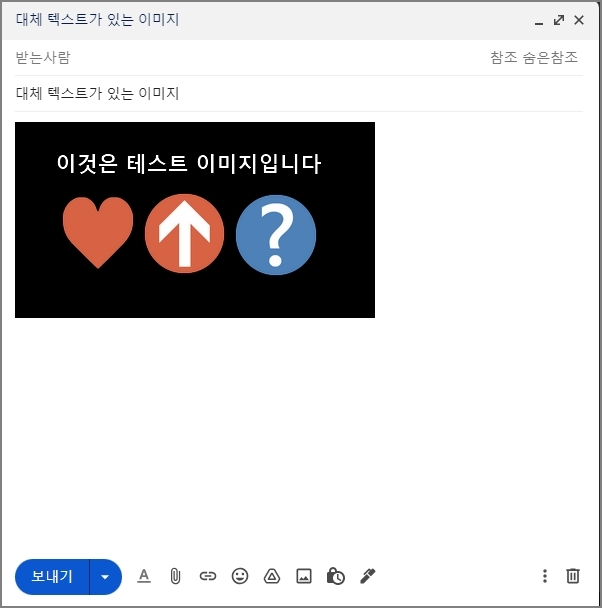 대체 텍스트가 있는 이미지
받는사람 참조 숨은참조
대체 텍스트가 있는 이미지
이것은 테스트 이미지입니다
?
보내기
A